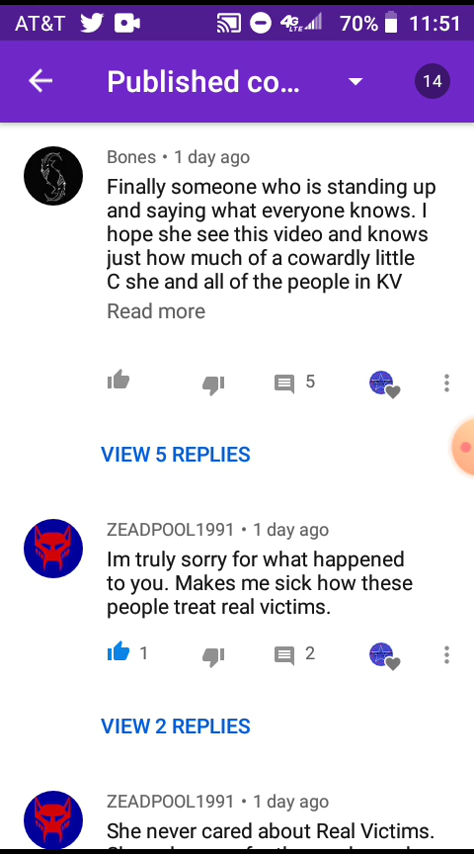 AT&T 4G LTE 70% 11:51
Published co... 14
Bones • 1 day ago
Finally someone who is standing up
and saying what everyone knows. I
hope she see this video and knows
just how much of a cowardly little
C she and all of the people in KV
Read more
5
VIEW 5 REPLIES
ZEADPOOL1991 • 1 day ago
Im truly sorry for what happened
to you. Makes me sick how these
people treat real victims.
1 2
VIEW 2 REPLIES
ZEADPOOL1991 • 1 day ago
She never cared about Real Victims.